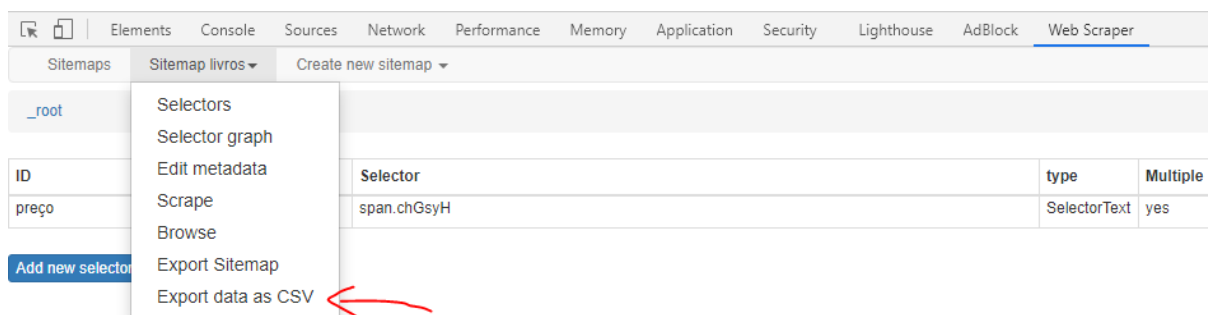 Elements Console Sources Network Performance Memory Application Security Lighthouse AdBlock Web Scraper
Sitemaps Sitemap livros Create new sitemap
_root
Selectors
Selector graph
Edit metadata
Scrape
Browse
Export Sitemap
Export data as CSV
ID Selector type Multiple
preço span.chGsyH SelectorText yes
Add new selector